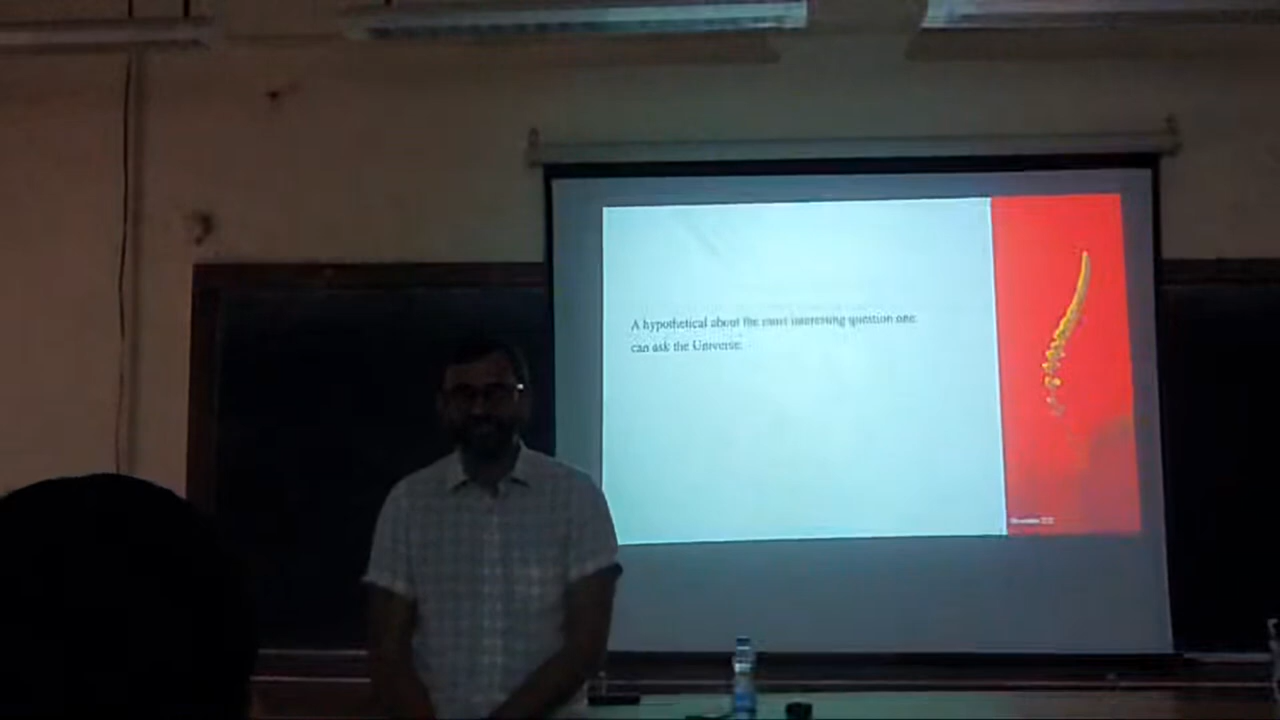 A hypothetical about the most interesting question one
can ask the Universe.